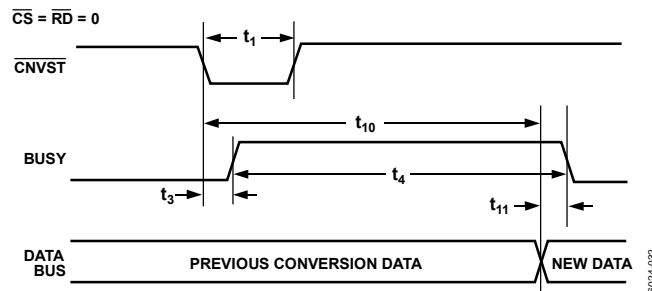 CS = RD = 0
t1
CNVST
t10
BUSY
t4
t3
t11
DATA
BUS
PREVIOUS CONVERSION DATA
NEW DATA